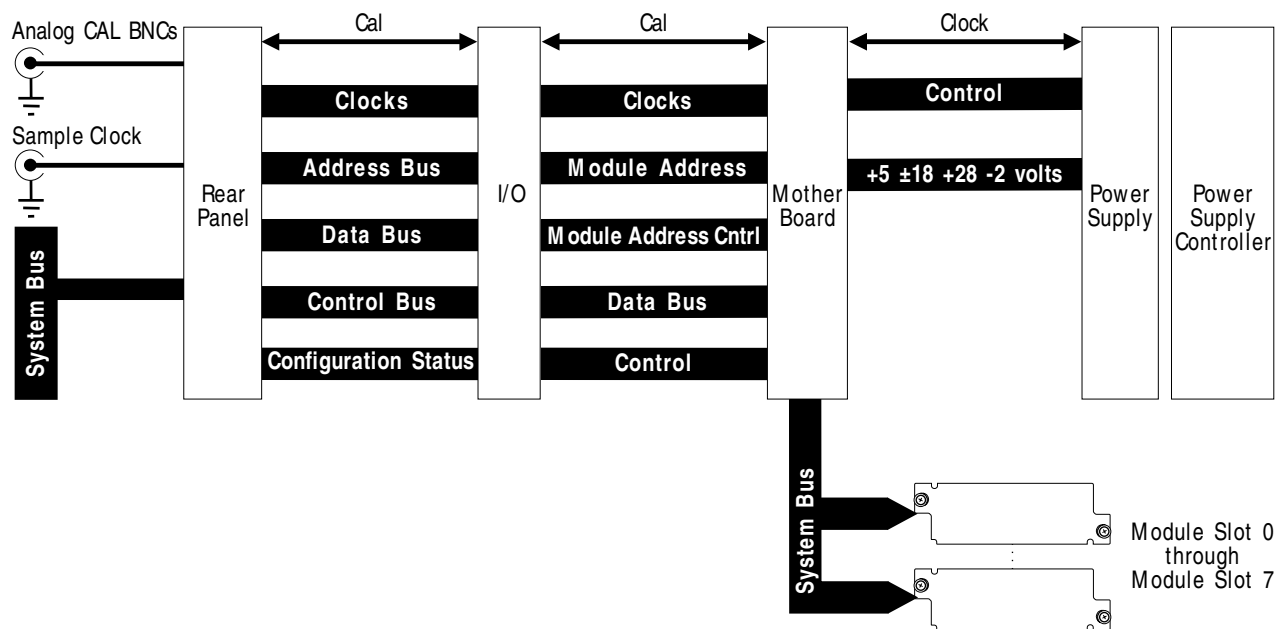 Analog CAL BNCs
Cal
Cal
Clock
Clocks
Clocks
Control
Sample Clock
Address Bus
Module Address
+5 ±18 +28 -2 volts
Rear
Panel
I/O
Mother
Board
Power
Supply
Power
Supply
Controller
Data Bus
Module Address Cntrl
System Bus
Control Bus
Data Bus
Configuration Status
Control
System Bus
Module Slot 0
through
Module Slot 7